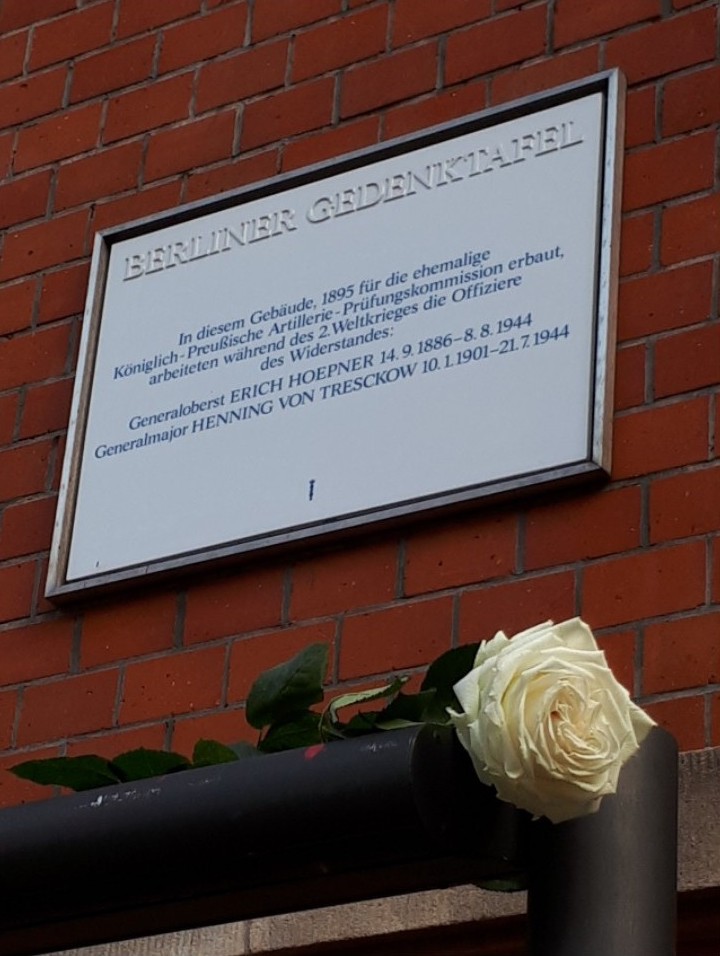 BERLINER GEDENKTAFEL
In diesem Gebäude, 1895 für die ehemalige
Königlich-Preußische Artillerie-Prüfungskommission erbaut,
arbeiteten während des 2.Weltkrieges die Offiziere
des Widerstandes:
Generaloberst ERICH HOEPNER 14.9.1886–8.8.1944
Generalmajor HENNING VON TRESCKOW 10.1.1901–21.7.1944